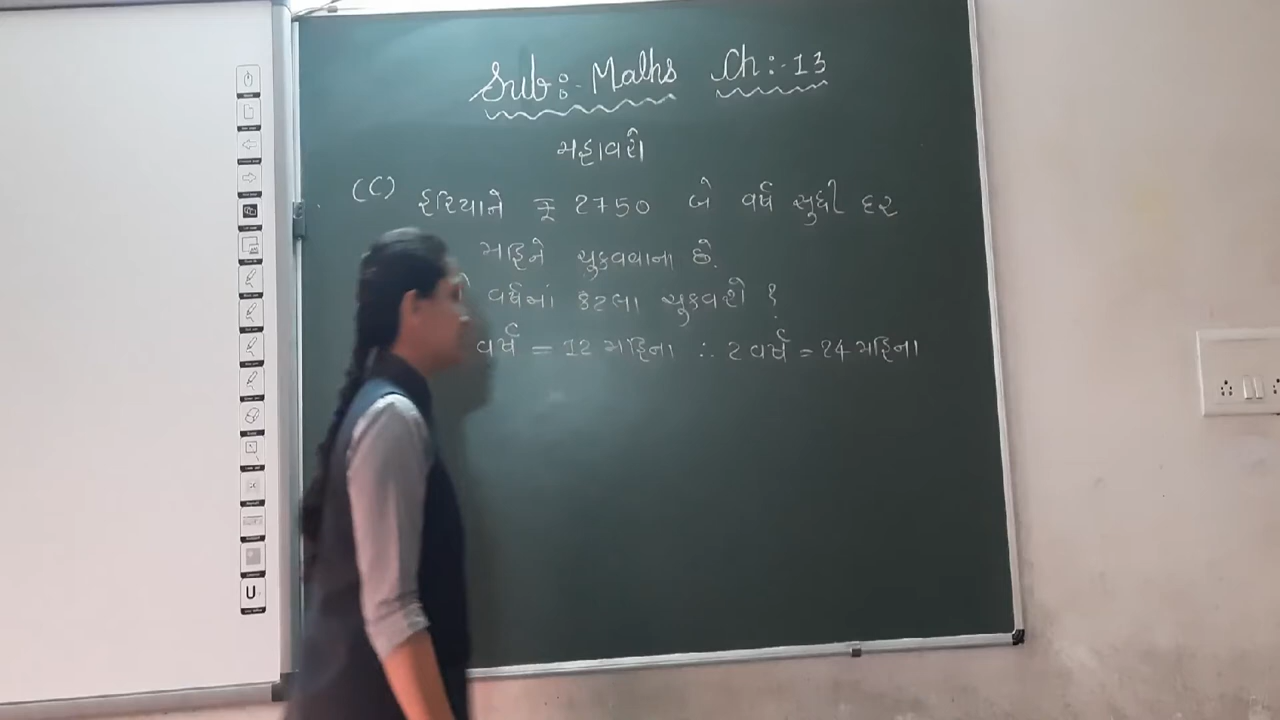 Sub:- Maths Ch:-13
મહાવરો
(C) હરિયાને રૂ 2750 બે વર્ષ સુધી દર
મહિને ચુકવવાના છે.
વર્ષમાં કેટલા ચુકવશે ?
વર્ષ = 12 મહિના ∴ 2 વર્ષ = 24 મહિના
U